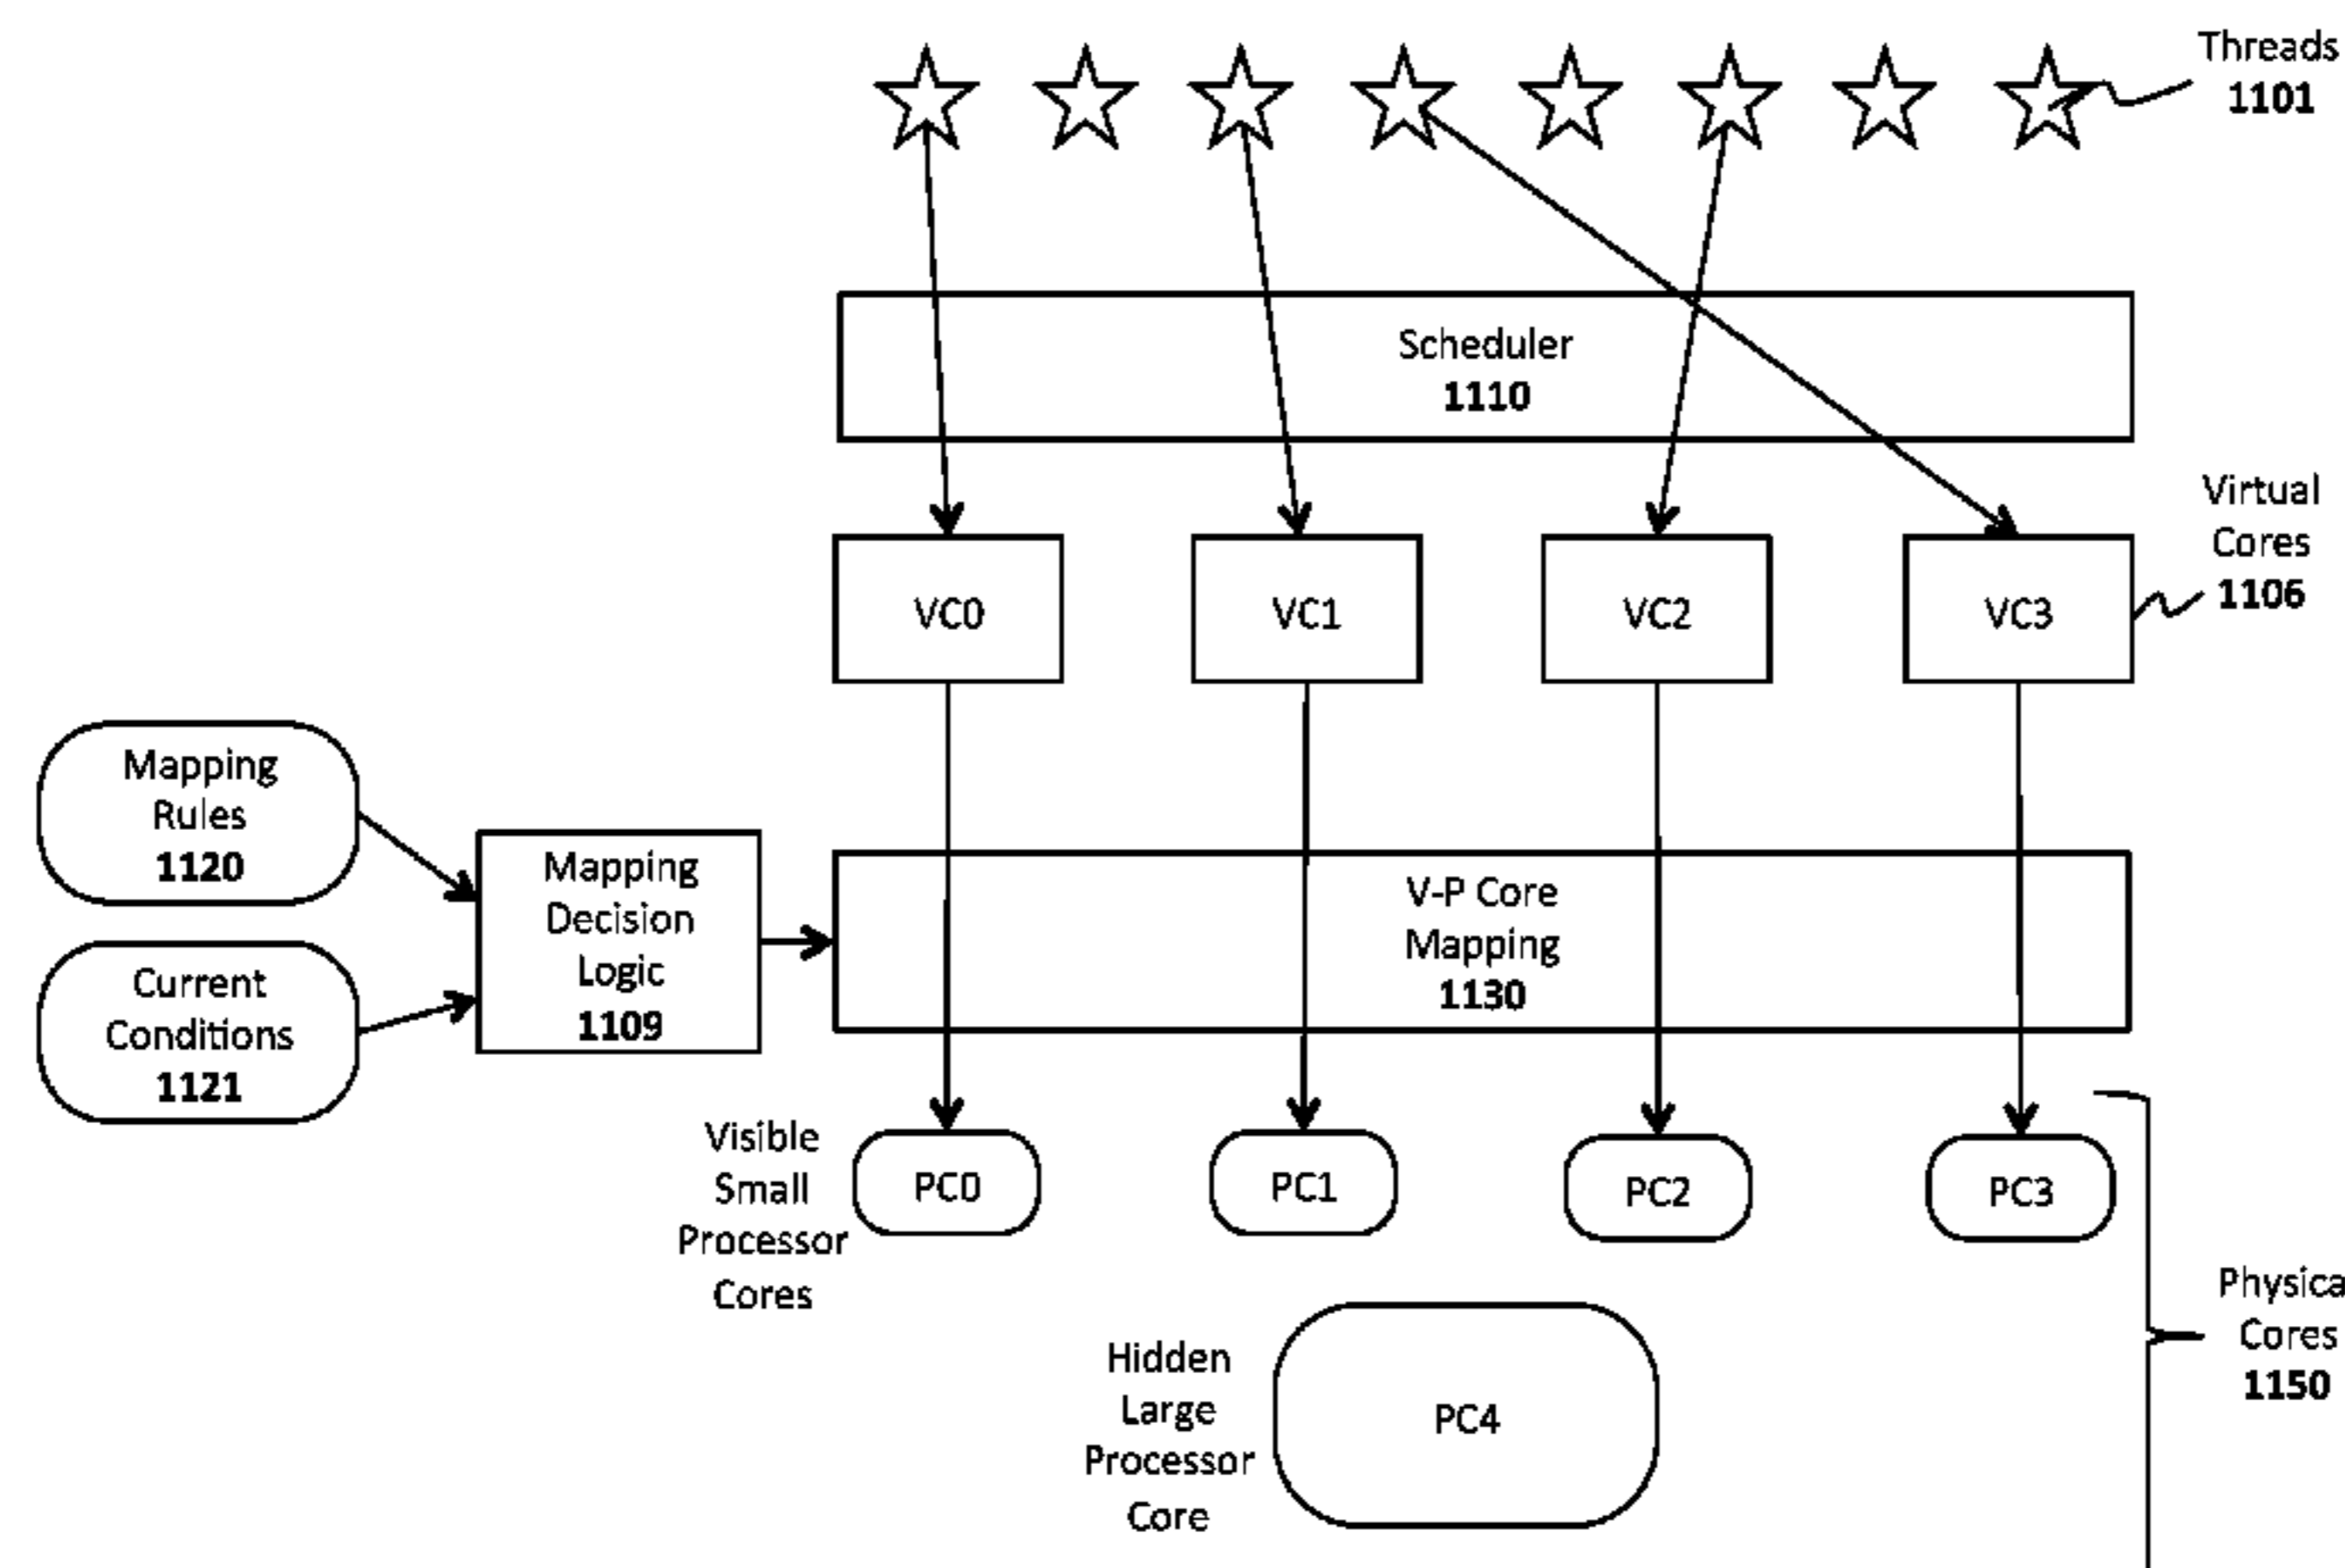 Threads
1101
Scheduler
1110
Virtual
Cores
1106
VC0
VC1
VC2
VC3
Mapping
Rules
1120
Mapping
Decision
Logic
1109
V-P Core
Mapping
1130
Current
Conditions
1121
Visible
Small
Processor
Cores
PC0
PC1
PC2
PC3
Physica
Cores
1150
Hidden
Large
Processor
Core
PC4